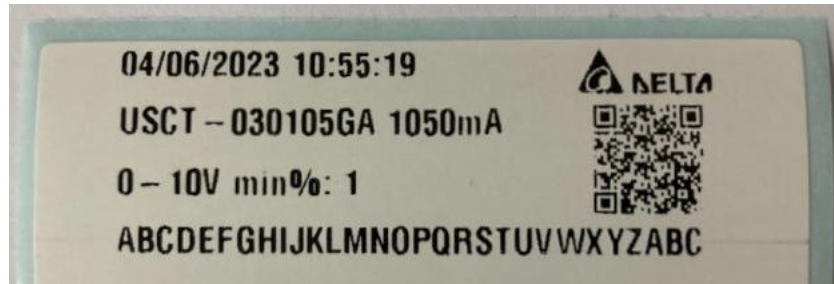 04/06/2023 10:55:19
DELTA
USCT – 030105GA 1050mA
0 – 10V min%: 1
ABCDEFGHIJKLMNOPQRSTUVWXYZABC